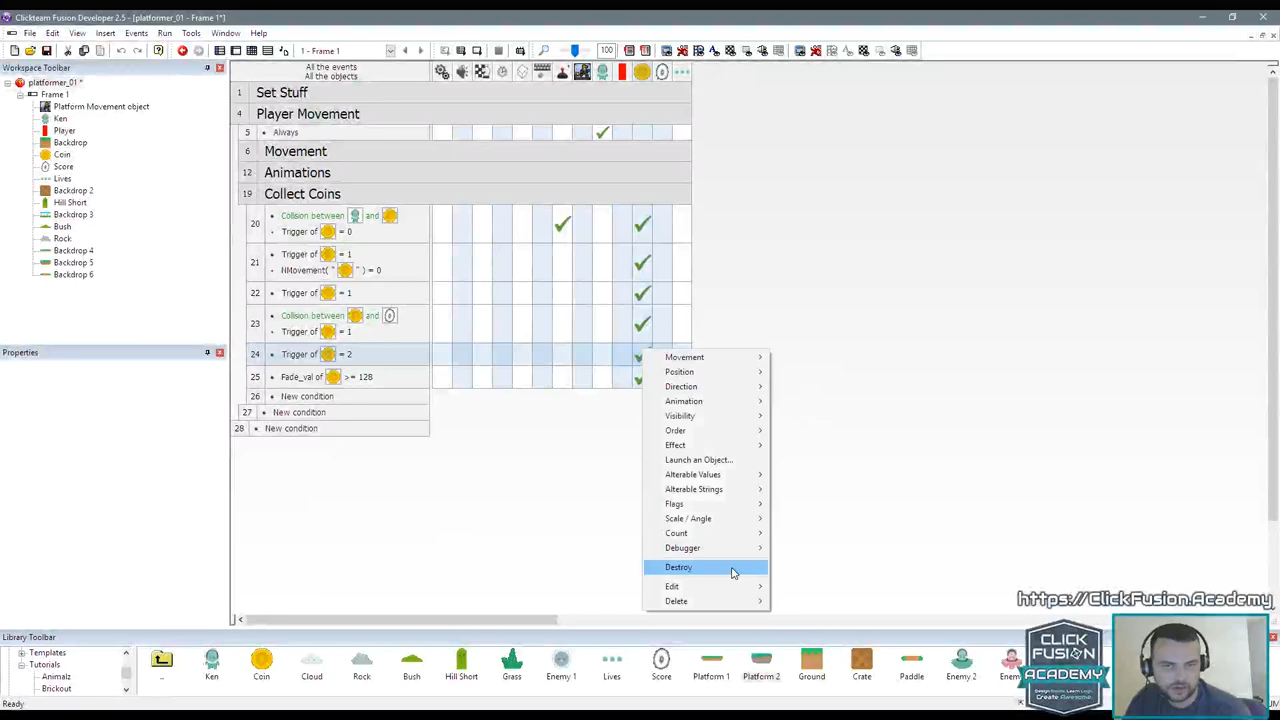 Clickteam Fusion Developer 2.5 - [platformer_01 - Frame 1*]
File Edit View Insert Events Run Tools Window Help
1 - Frame 1
100
Workspace Toolbar
platformer_01 *
Frame 1
Platform Movement object
Ken
Player
Backdrop
Coin
Score
Lives
Backdrop 2
Hill Short
Backdrop 3
Bush
Rock
Backdrop 4
Backdrop 5
Backdrop 6
Properties
All the events
All the objects
1 Set Stuff
4 Player Movement
5 • Always
6 Movement
12 Animations
19 Collect Coins
20 • Collision between and
• Trigger of = 0
21 • Trigger of = 1
• NMovement( " " ) = 0
22 • Trigger of = 1
23 • Collision between and
• Trigger of = 1
24 • Trigger of = 2
25 • Fade_val of >= 128
26 • New condition
27 • New condition
28 • New condition
Movement
Position
Direction
Animation
Visibility
Order
Effect
Launch an Object...
Alterable Values
Alterable Strings
Flags
Scale / Angle
Count
Debugger
Destroy
Edit
Delete
https://ClickFusion.Academy
CLICK
FUSION
ACADEMY
Library Toolbar
Templates
Tutorials
Animalz
Brickout
..
Ken
Coin
Cloud
Rock
Bush
Hill Short
Grass
Enemy 1
Lives
Score
Platform 1
Platform 2
Ground
Crate
Paddle
Enemy 2
Ready